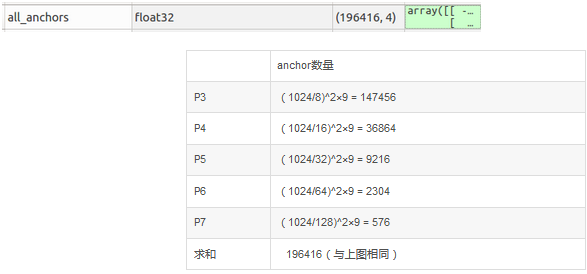 all_anchors float32 (196416, 4) array([[ -...
[ ...
anchor数量
P3 （1024/8)^2×9 = 147456
P4 （1024/16)^2×9 = 36864
P5 （1024/32)^2×9 = 9216
P6 （1024/64)^2×9 = 2304
P7 （1024/128)^2×9 = 576
求和 196416（与上图相同）